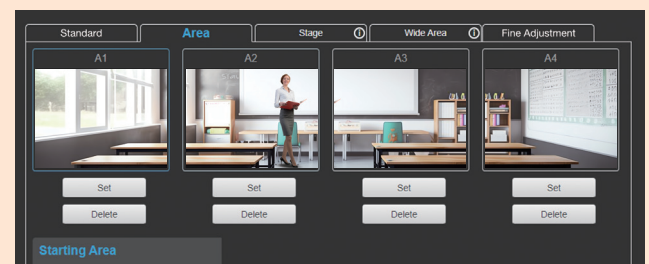 Standard Area Stage Wide Area Fine Adjustment
A1 A2 A3 A4
Set Set Set Set
Delete Delete Delete Delete
Starting Area